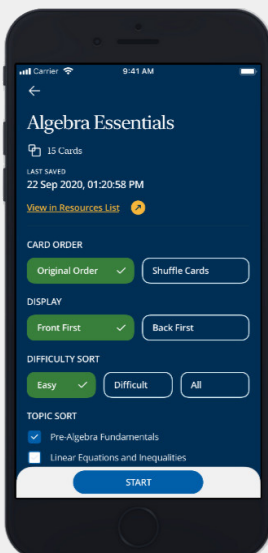 Carrier 9:41 AM
Algebra Essentials
15 Cards
LAST SAVED
22 Sep 2020, 01:20:58 PM
View in Resources List
CARD ORDER
Original Order Shuffle Cards
DISPLAY
Front First Back First
DIFFICULTY SORT
Easy Difficult All
TOPIC SORT
Pre-Algebra Fundamentals
Linear Equations and Inequalities
START